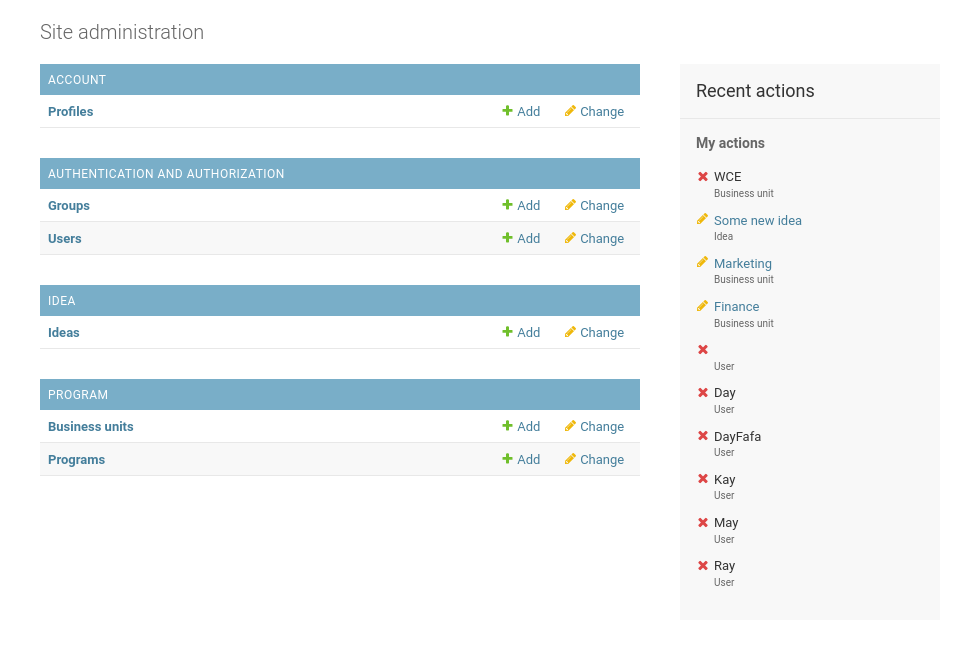 Site administration
ACCOUNT
Profiles Add Change
AUTHENTICATION AND AUTHORIZATION
Groups Add Change
Users Add Change
IDEA
Ideas Add Change
PROGRAM
Business units Add Change
Programs Add Change
Recent actions
My actions
WCE
Business unit
Some new idea
Idea
Marketing
Business unit
Finance
Business unit
User
Day
User
DayFafa
User
Kay
User
May
User
Ray
User